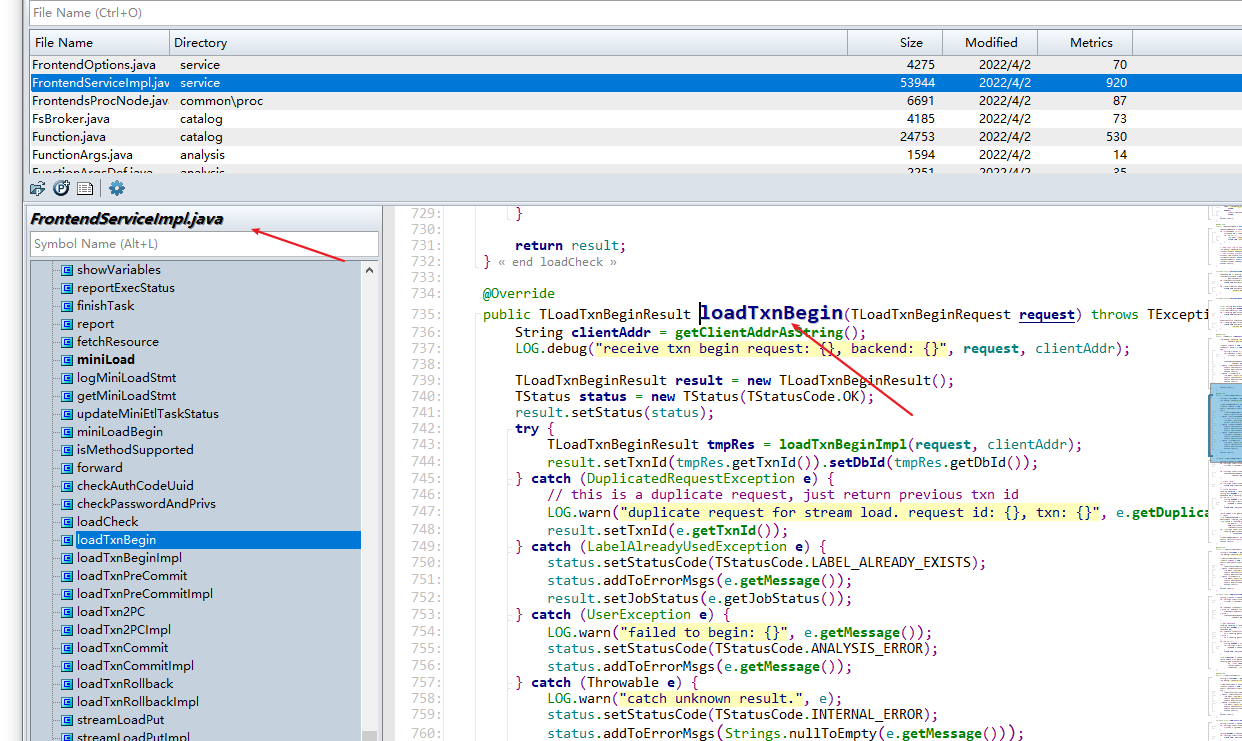 File Name (Ctrl+O)
File Name Directory Size Modified Metrics
FrontendOptions.java service 4275 2022/4/2 70
FrontendServiceImpl.jav service 53944 2022/4/2 920
FrontendsProcNode.java common\proc 6691 2022/4/2 87
FsBroker.java catalog 4185 2022/4/2 73
Function.java catalog 24753 2022/4/2 530
FunctionArgs.java analysis 1594 2022/4/2 14
FunctionArgsDef.java analysis 2251 2022/4/2 35
FrontendServiceImpl.java
Symbol Name (Alt+L)
showVariables
reportExecStatus
finishTask
report
fetchResource
miniLoad
logMiniLoadStmt
getMiniLoadStmt
updateMiniEtlTaskStatus
miniLoadBegin
isMethodSupported
forward
checkAuthCodeUuid
checkPasswordAndPrivs
loadCheck
loadTxnBegin
loadTxnBeginImpl
loadTxnPreCommit
loadTxnPreCommitImpl
loadTxn2PC
loadTxn2PCImpl
loadTxnCommit
loadTxnCommitImpl
loadTxnRollback
loadTxnRollbackImpl
streamLoadPut
streamLoadPutImpl
729: }
730:
731: return result;
732: } « end loadCheck »
733:
734: @Override
735: public TLoadTxnBeginResult loadTxnBegin(TLoadTxnBeginRequest request) throws TExcepti
736: String clientAddr = getClientAddrAsString();
737: LOG.debug("receive txn begin request: {}, backend: {}", request, clientAddr);
738:
739: TLoadTxnBeginResult result = new TLoadTxnBeginResult();
740: TStatus status = new TStatus(TStatusCode.OK);
741: result.setStatus(status);
742: try {
743: TLoadTxnBeginResult tmpRes = loadTxnBeginImpl(request, clientAddr);
744: result.setTxnId(tmpRes.getTxnId()).setDbId(tmpRes.getDbId());
745: } catch (DuplicatedRequestException e) {
746: // this is a duplicate request, just return previous txn id
747: LOG.warn("duplicate request for stream load. request id: {}, txn: {}", e.getDuplica
748: result.setTxnId(e.getTxnId());
749: } catch (LabelAlreadyUsedException e) {
750: status.setStatusCode(TStatusCode.LABEL_ALREADY_EXISTS);
751: status.addToErrorMsgs(e.getMessage());
752: result.setJobStatus(e.getJobStatus());
753: } catch (UserException e) {
754: LOG.warn("failed to begin: {}", e.getMessage());
755: status.setStatusCode(TStatusCode.ANALYSIS_ERROR);
756: status.addToErrorMsgs(e.getMessage());
757: } catch (Throwable e) {
758: LOG.warn("catch unknown result.", e);
759: status.setStatusCode(TStatusCode.INTERNAL_ERROR);
760: status.addToErrorMsgs(Strings.nullToEmpty(e.getMessage()));